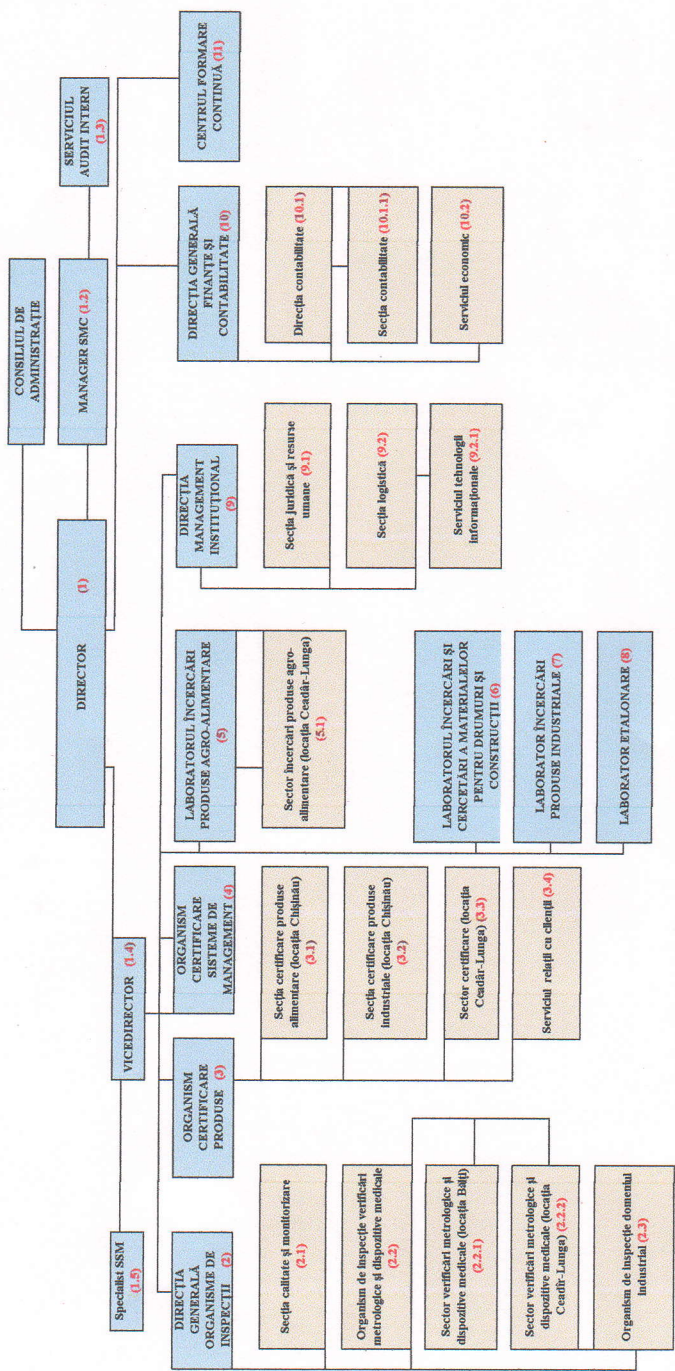 CONSILIUL DE
ADMINISTRAȚIE
DIRECTOR (1)
MANAGER SMC (1.2)
SERVICIUL
AUDIT INTERN
(1.3)
Specialist SSM
(1.5)
VICEDIRECTOR (1.4)
DIRECȚIA
GENERALĂ
ORGANISME DE
INSPECȚII (2)
Secția calitate și monitorizare
(2.1)
Organism de inspecție verificări
metrologice și dispozitive medicale
(2.2)
Sector verificări metrologice și
dispozitive medicale (locația Bălți)
(2.2.1)
Sector verificări metrologice și
dispozitive medicale (locația
Ceadîr-Lunga) (2.2.2)
Organism de inspecție domeniul
industrial (2.3)
ORGANISM
CERTIFICARE
PRODUSE (3)
ORGANISM
CERTIFICARE
SISTEME DE
MANAGEMENT (4)
Secția certificare produse
alimentare (locația Chișinău)
(3.1)
Secția certificare produse
industriale (locația Chișinău)
(3.2)
Sector certificare (locația
Ceadâr-Lunga) (3.3)
Serviciul relații cu clienții (3.4)
LABORATORUL ÎNCERCĂRI
PRODUSE AGRO-ALIMENTARE
(5)
Sector încercări produse agro-
alimentare (locația Ceadâr-Lunga)
(5.1)
LABORATORUL ÎNCERCĂRI ȘI
CERCETĂRI A MATERIALELOR
PENTRU DRUMURI ȘI
CONSTRUCȚII (6)
LABORATOR ÎNCERCĂRI
PRODUSE INDUSTRIALE (7)
LABORATOR ETALONARE (8)
DIRECȚIA
MANAGEMENT
INSTITUȚIONAL
(9)
Secția juridică și resurse
umane (9.1)
Secția logistică (9.2)
Serviciul tehnologii
informaționale (9.2.1)
DIRECȚIA GENERALĂ
FINANȚE ȘI
CONTABILITATE (10)
Direcția contabilitate (10.1)
Secția contabilitate (10.1.1)
Serviciul economic (10.2)
CENTRUL FORMARE
CONTINUĂ (11)